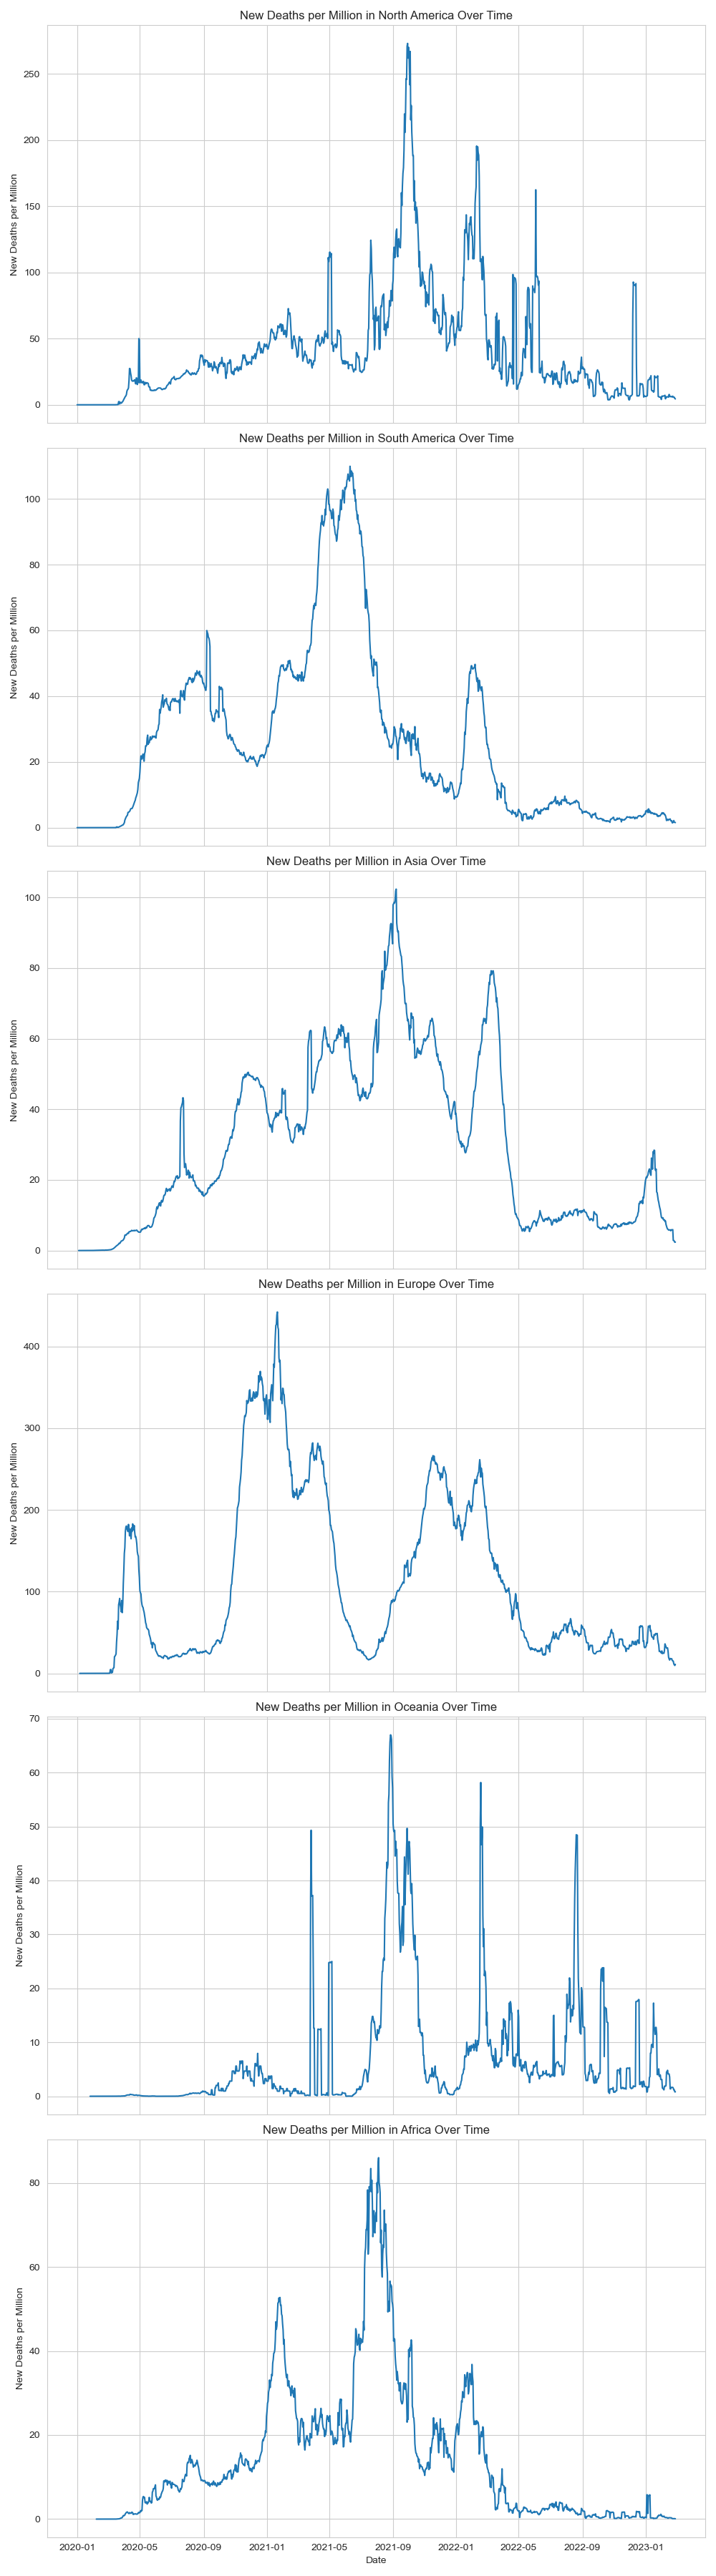 New Deaths per Million in North America Over Time
New Deaths per Million
250
200
150
100
50
0
New Deaths per Million in South America Over Time
New Deaths per Million
100
80
60
40
20
0
New Deaths per Million in Asia Over Time
New Deaths per Million
100
80
60
40
20
0
New Deaths per Million in Europe Over Time
New Deaths per Million
400
300
200
100
0
New Deaths per Million in Oceania Over Time
New Deaths per Million
70
60
50
40
30
20
10
0
New Deaths per Million in Africa Over Time
New Deaths per Million
80
60
40
20
0
2020-01 2020-05 2020-09 2021-01 2021-05 2021-09 2022-01 2022-05 2022-09 2023-01
Date